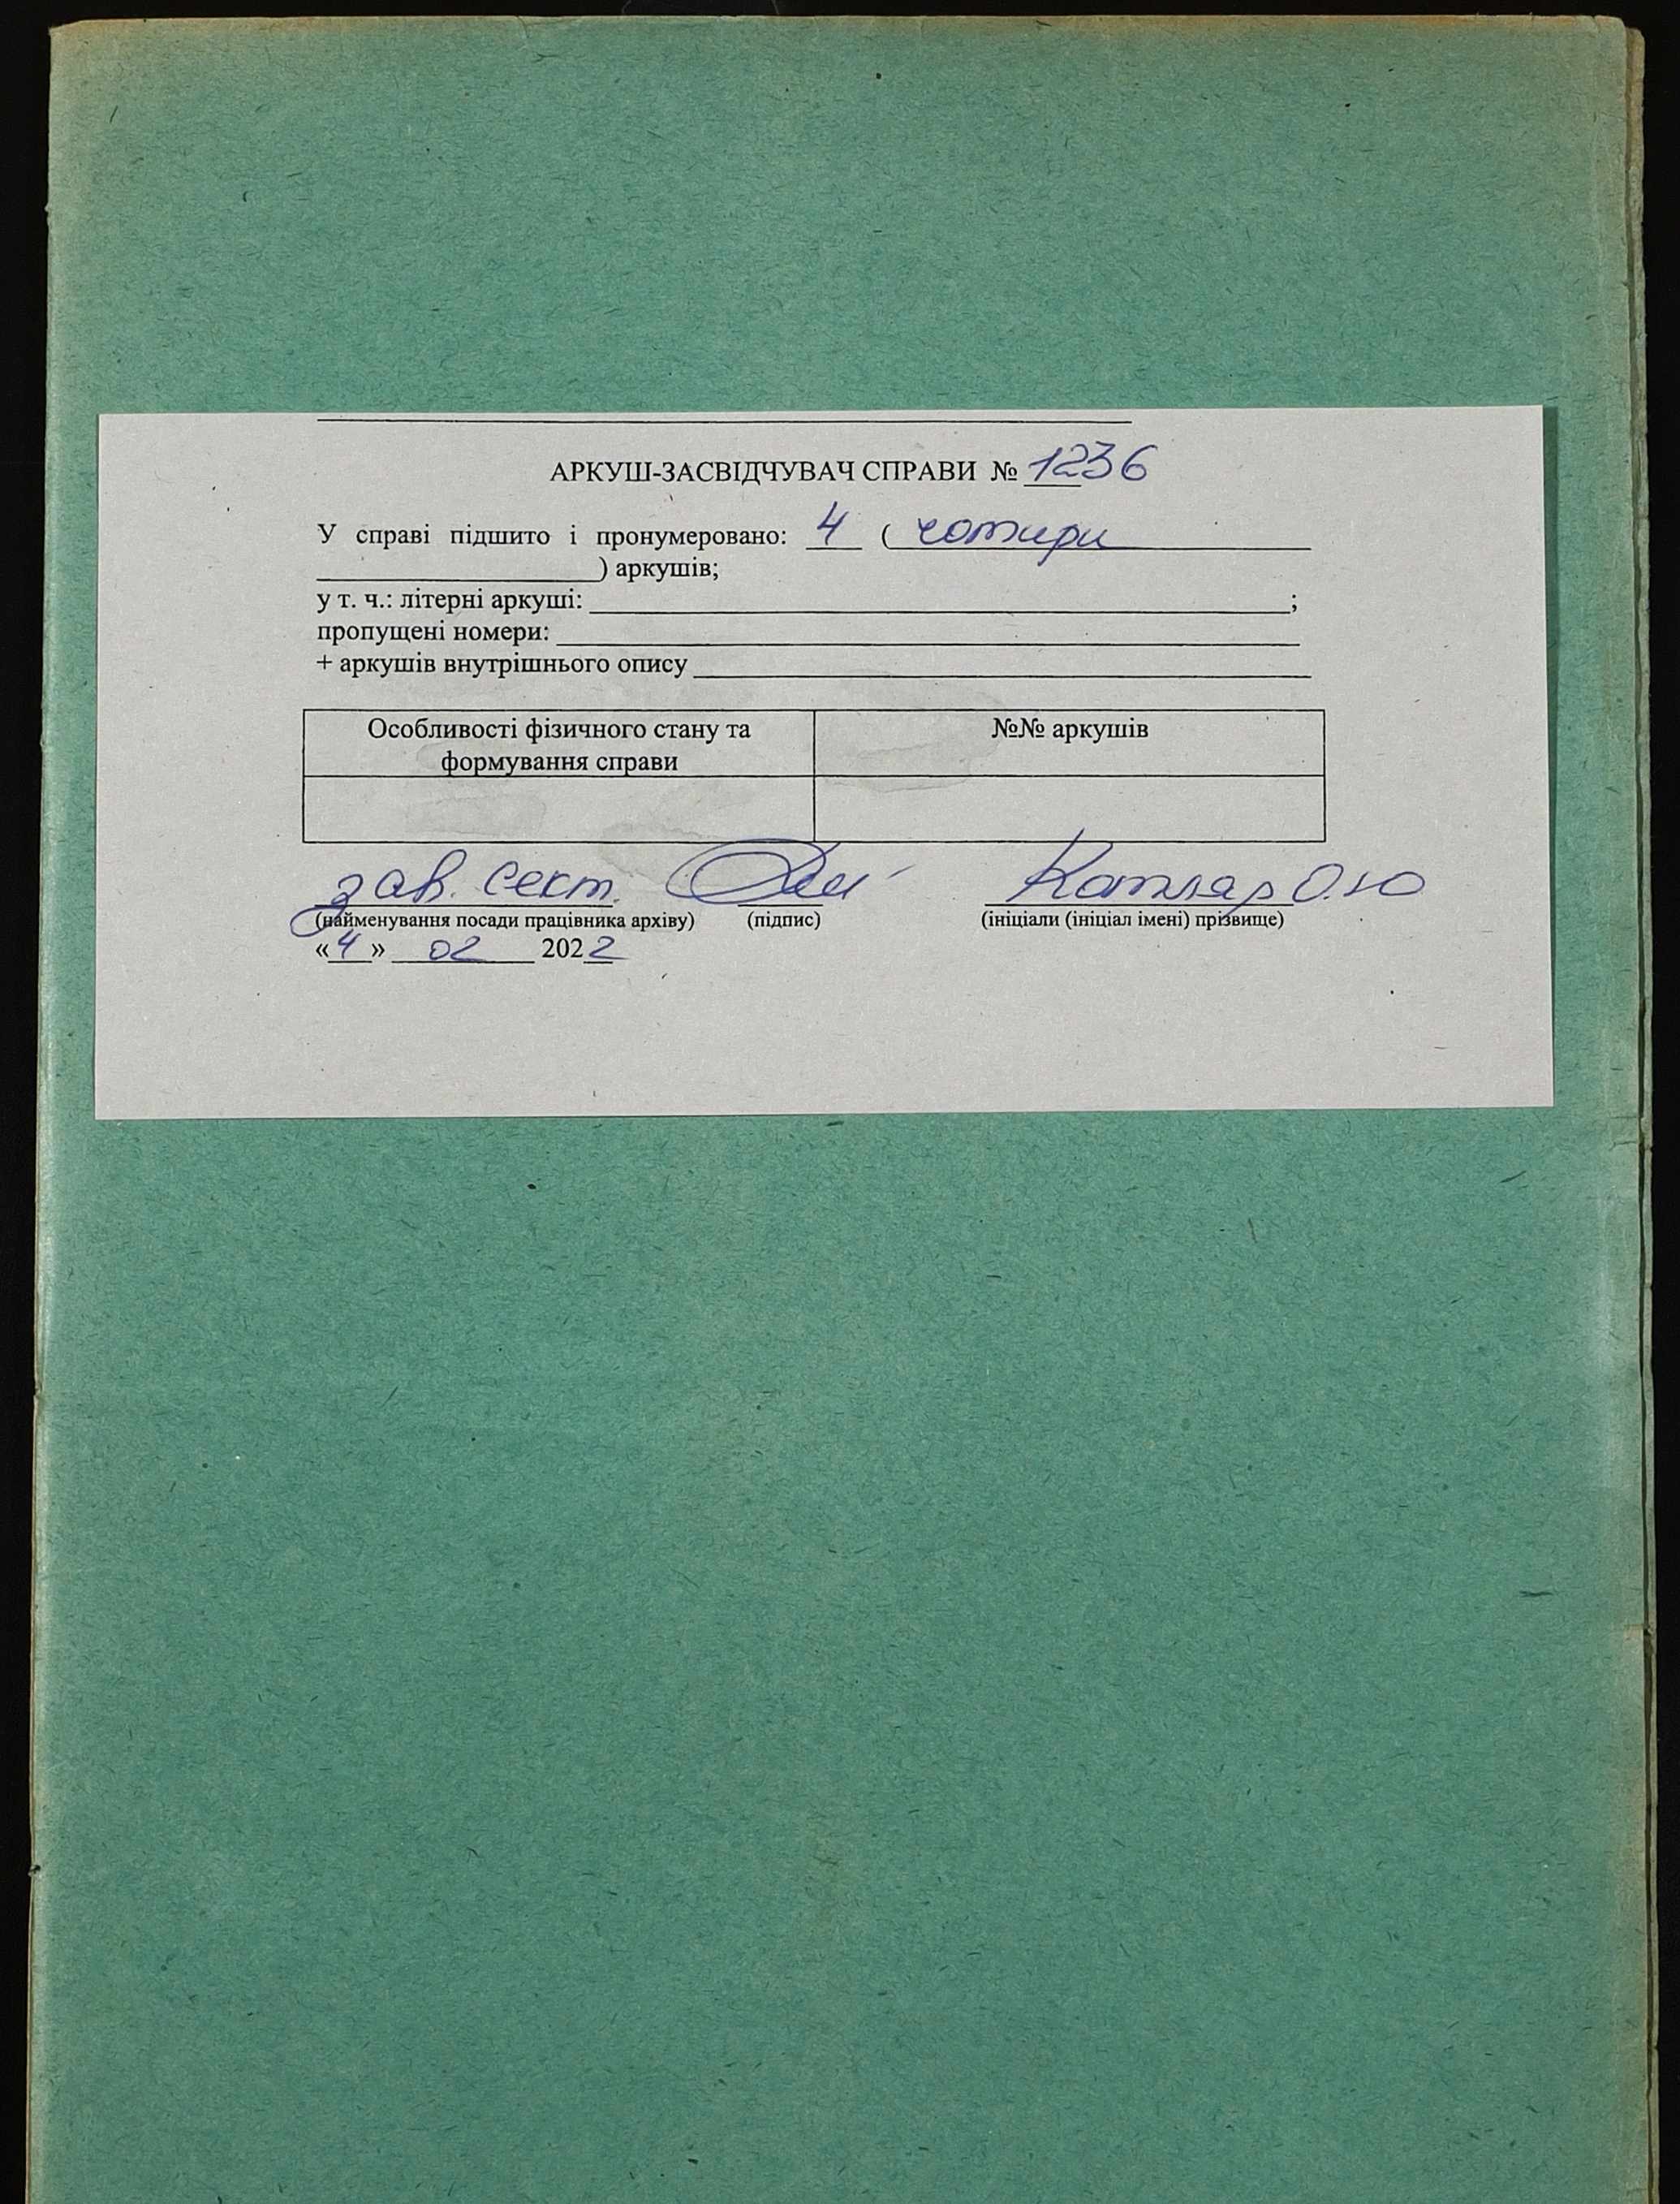 АРКУШ-ЗАСВІДЧУВАЧ СПРАВИ № 1236
У справі підшито і пронумеровано: 4 ( чотири
) аркушів;
у т. ч.: літерні аркуші: ;
пропущені номери:
+ аркушів внутрішнього опису
Особливості фізичного стану та формування справи
№№ аркушів
зав. сект. Котляр О.Ю
(найменування посади працівника архіву) (підпис) (ініціали (ініціал імені) прізвище)
«4» 02 2022